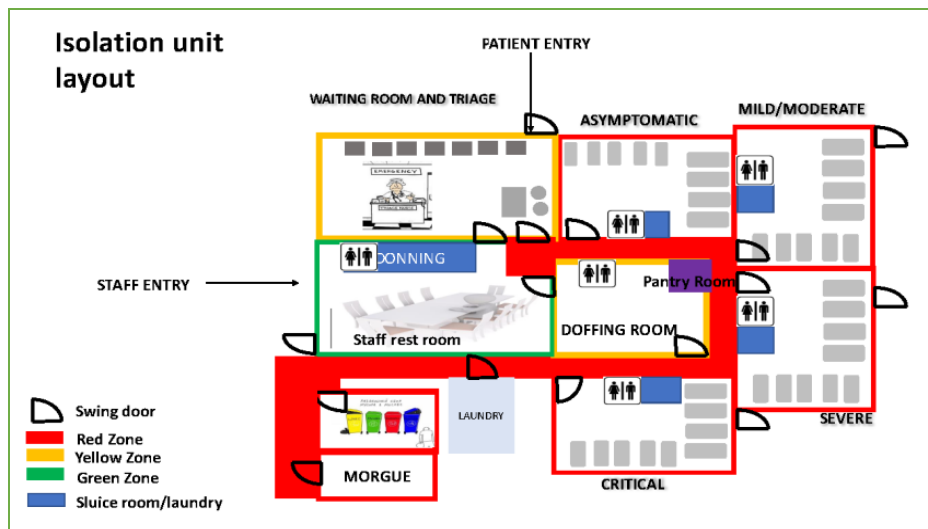 Isolation unit
layout
PATIENT ENTRY
WAITING ROOM AND TRIAGE
ASYMPTOMATIC
MILD/MODERATE
EMERGENCY
DONNING
STAFF ENTRY
Pantry Room
DOFFING ROOM
Staff rest room
LAUNDRY
Swing door
Red Zone
Yellow Zone
Green Zone
Sluice room/laundry
MORGUE
SEVERE
CRITICAL